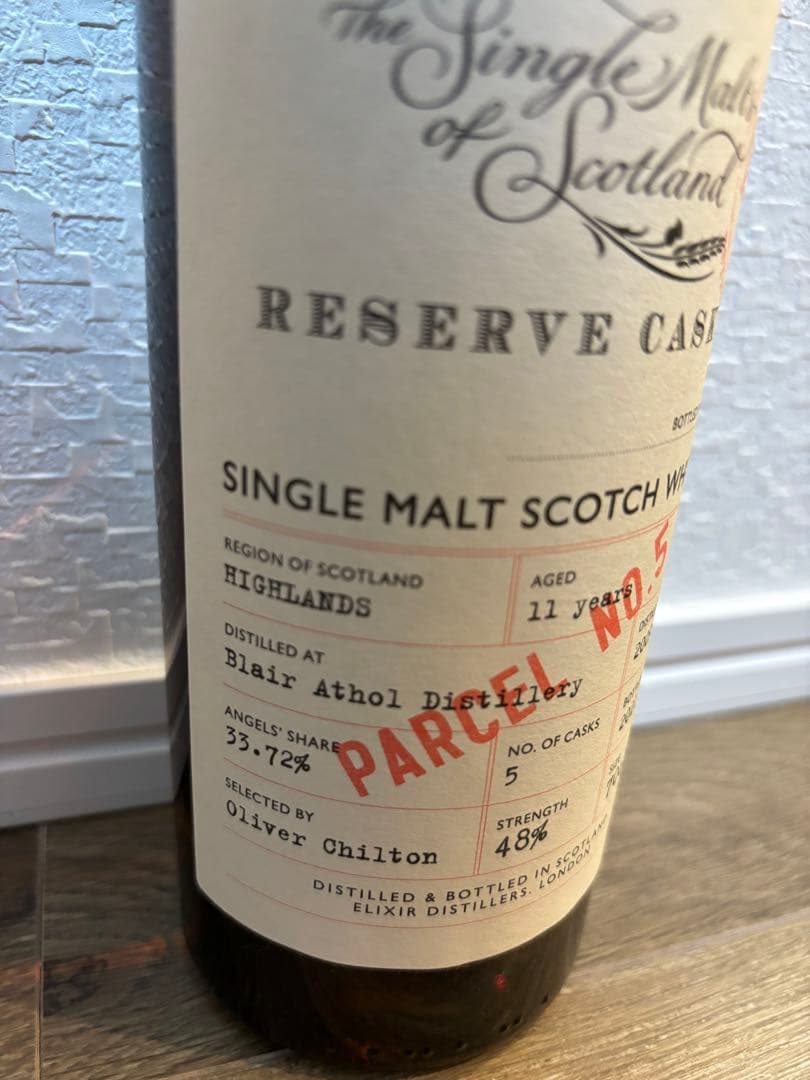 The
Single Malts
of
Scotland
RESERVE CASK
SINGLE MALT SCOTCH WH
REGION OF SCOTLAND
HIGHLANDS
AGED
11 years
DISTILLED AT
Blair Athol Distillery
PARCEL NO.5
ANGELS' SHARE
33.72%
NO. OF CASKS
5
SELECTED BY
Oliver Chilton
STRENGTH
48%
DISTILLED & BOTTLED IN SCOTLAND
ELIXIR DISTILLERS. LONDON